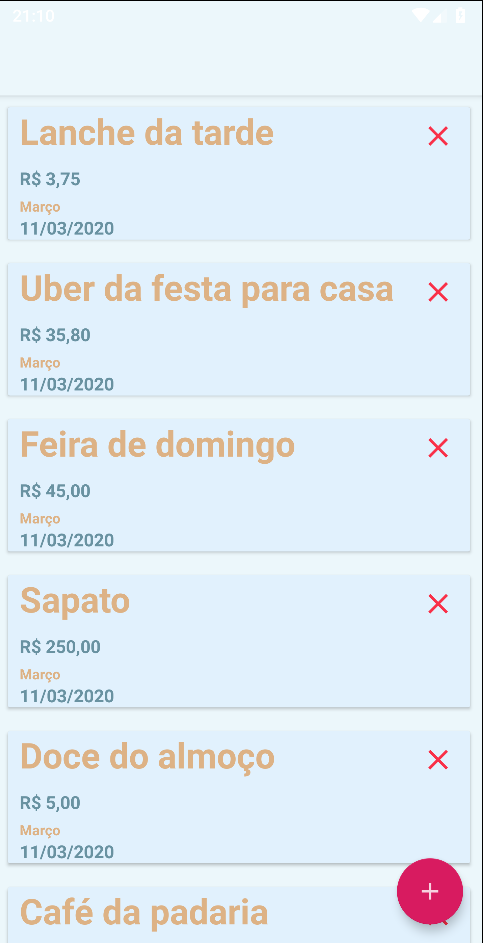 21:10
Lanche da tarde
R$ 3,75
Março
11/03/2020
Uber da festa para casa
R$ 35,80
Março
11/03/2020
Feira de domingo
R$ 45,00
Março
11/03/2020
Sapato
R$ 250,00
Março
11/03/2020
Doce do almoço
R$ 5,00
Março
11/03/2020
Café da padaria